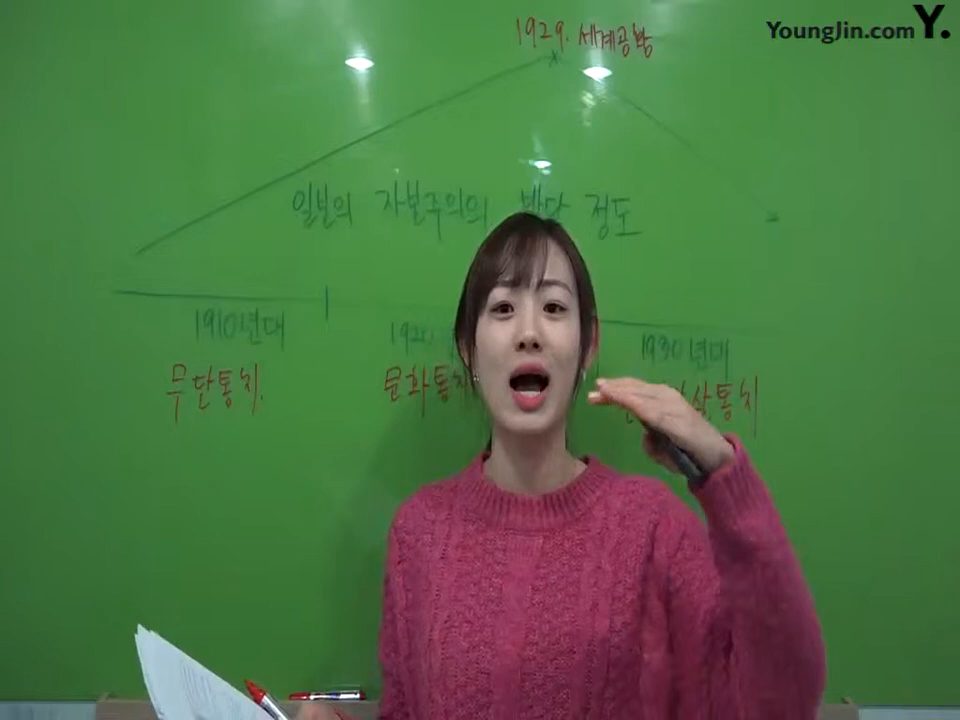 YoungJin.com Y.
1929. 세계공황
일본의 자본주의의 발달 정도
1910년대
1920
1930년대
무단통치.
문화통치
통치